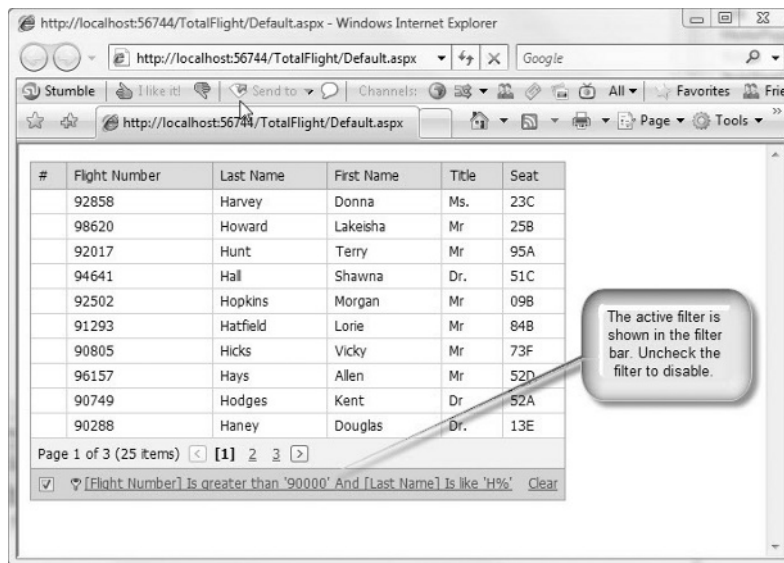 http://localhost:56744/TotalFlight/Default.aspx - Windows Internet Explorer
http://localhost:56744/TotalFlight/Default.aspx Google
Stumble I like it! Send to Channels: All Favorites Frie
http://localhost:56744/TotalFlight/Default.aspx Page Tools »
# Flight Number Last Name First Name Title Seat
92858 Harvey Donna Ms. 23C
98620 Howard Lakeisha Mr 25B
92017 Hunt Terry Mr 95A
94641 Hall Shawna Dr. 51C
92502 Hopkins Morgan Mr 09B
91293 Hatfield Lorie Mr 84B
90805 Hicks Vicky Mr 73F
96157 Hays Allen Mr 52D
90749 Hodges Kent Dr 52A
90288 Haney Douglas Dr. 13E
Page 1 of 3 (25 items) < [1] 2 3 >
[Flight Number] Is greater than '90000' And [Last Name] Is like 'H%' Clear
The active filter is
shown in the filter
bar. Uncheck the
filter to disable.